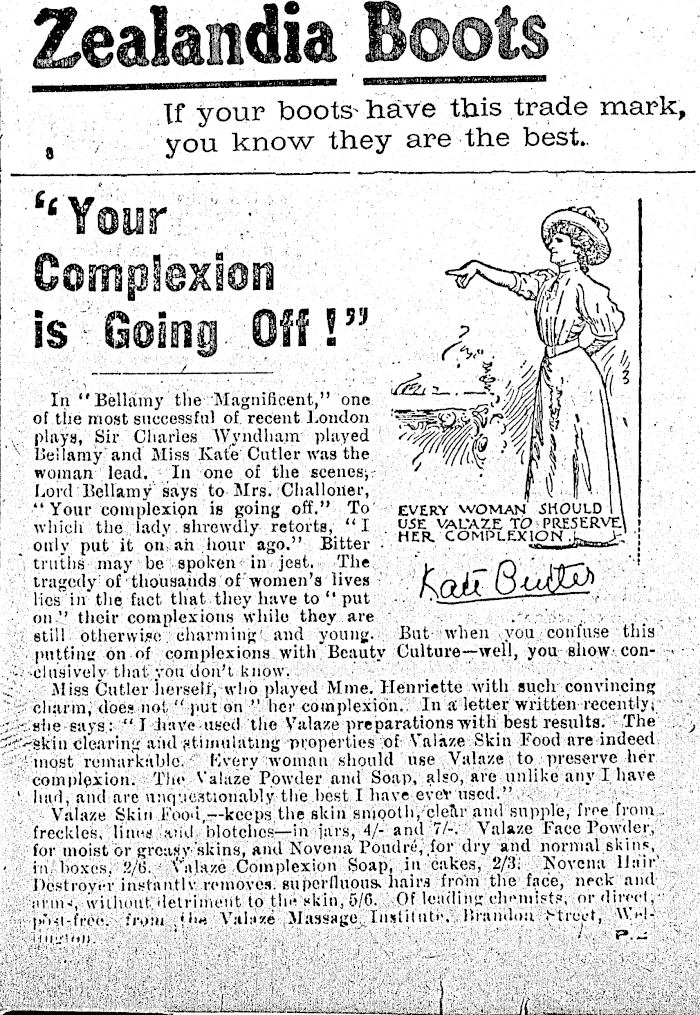 Zealandia Boots
If your boots have this trade mark,
you know they are the best.
8
“Your
Complexion
is Going Off!”
In “Bellamy the Magnificent,” one
of the most successful of recent London
plays, Sir Charles Wyndham played
Bellamy and Miss Kate Cutler was the
woman lead. In one of the scenes,
Lord Bellamy says to Mrs. Challoner,
“Your complexion is going off.” To
which the lady shrewdly retorts, “I
only put it on an hour ago.” Bitter
truths may be spoken in jest. The
tragedy of thousands of women's lives
lies in the fact that they have to “put
on” their complexions while they are
still otherwise charming and young. But when you confuse this
putting on of complexions with Beauty Culture—well, you show con-
clusively that you don't know.
EVERY WOMAN SHOULD
USE VALAZE TO PRESERVE
HER COMPLEXION.
Kate Cutler
Miss Cutler herself, who played Mme. Henriette with such convincing
charm, does not “put on” her complexion. In a letter written recently,
she says: “I have used the Valaze preparations with best results. The
skin clearing and stimulating properties of Valaze Skin Food are indeed
most remarkable. Every woman should use Valaze to preserve her
complexion. The Valaze Powder and Soap, also, are unlike any I have
had, and are unquestionably the best I have ever used.”
Valaze Skin Food,—keeps the skin smooth, clear and supple, free from
freckles, lines and blotches—in jars, 4/- and 7/-. Valaze Face Powder,
for moist or greasy skins, and Novena Poudré, for dry and normal skins,
in boxes, 2/6. Valaze Complexion Soap, in cakes, 2/3. Novena Hair
Destroyer instantly removes superfluous hairs from the face, neck and
arms, without detriment to the skin, 5/6. Of leading chemists, or direct,
post-free, from the Valaze Massage Institute, Brandon Street, Wel-
lington.